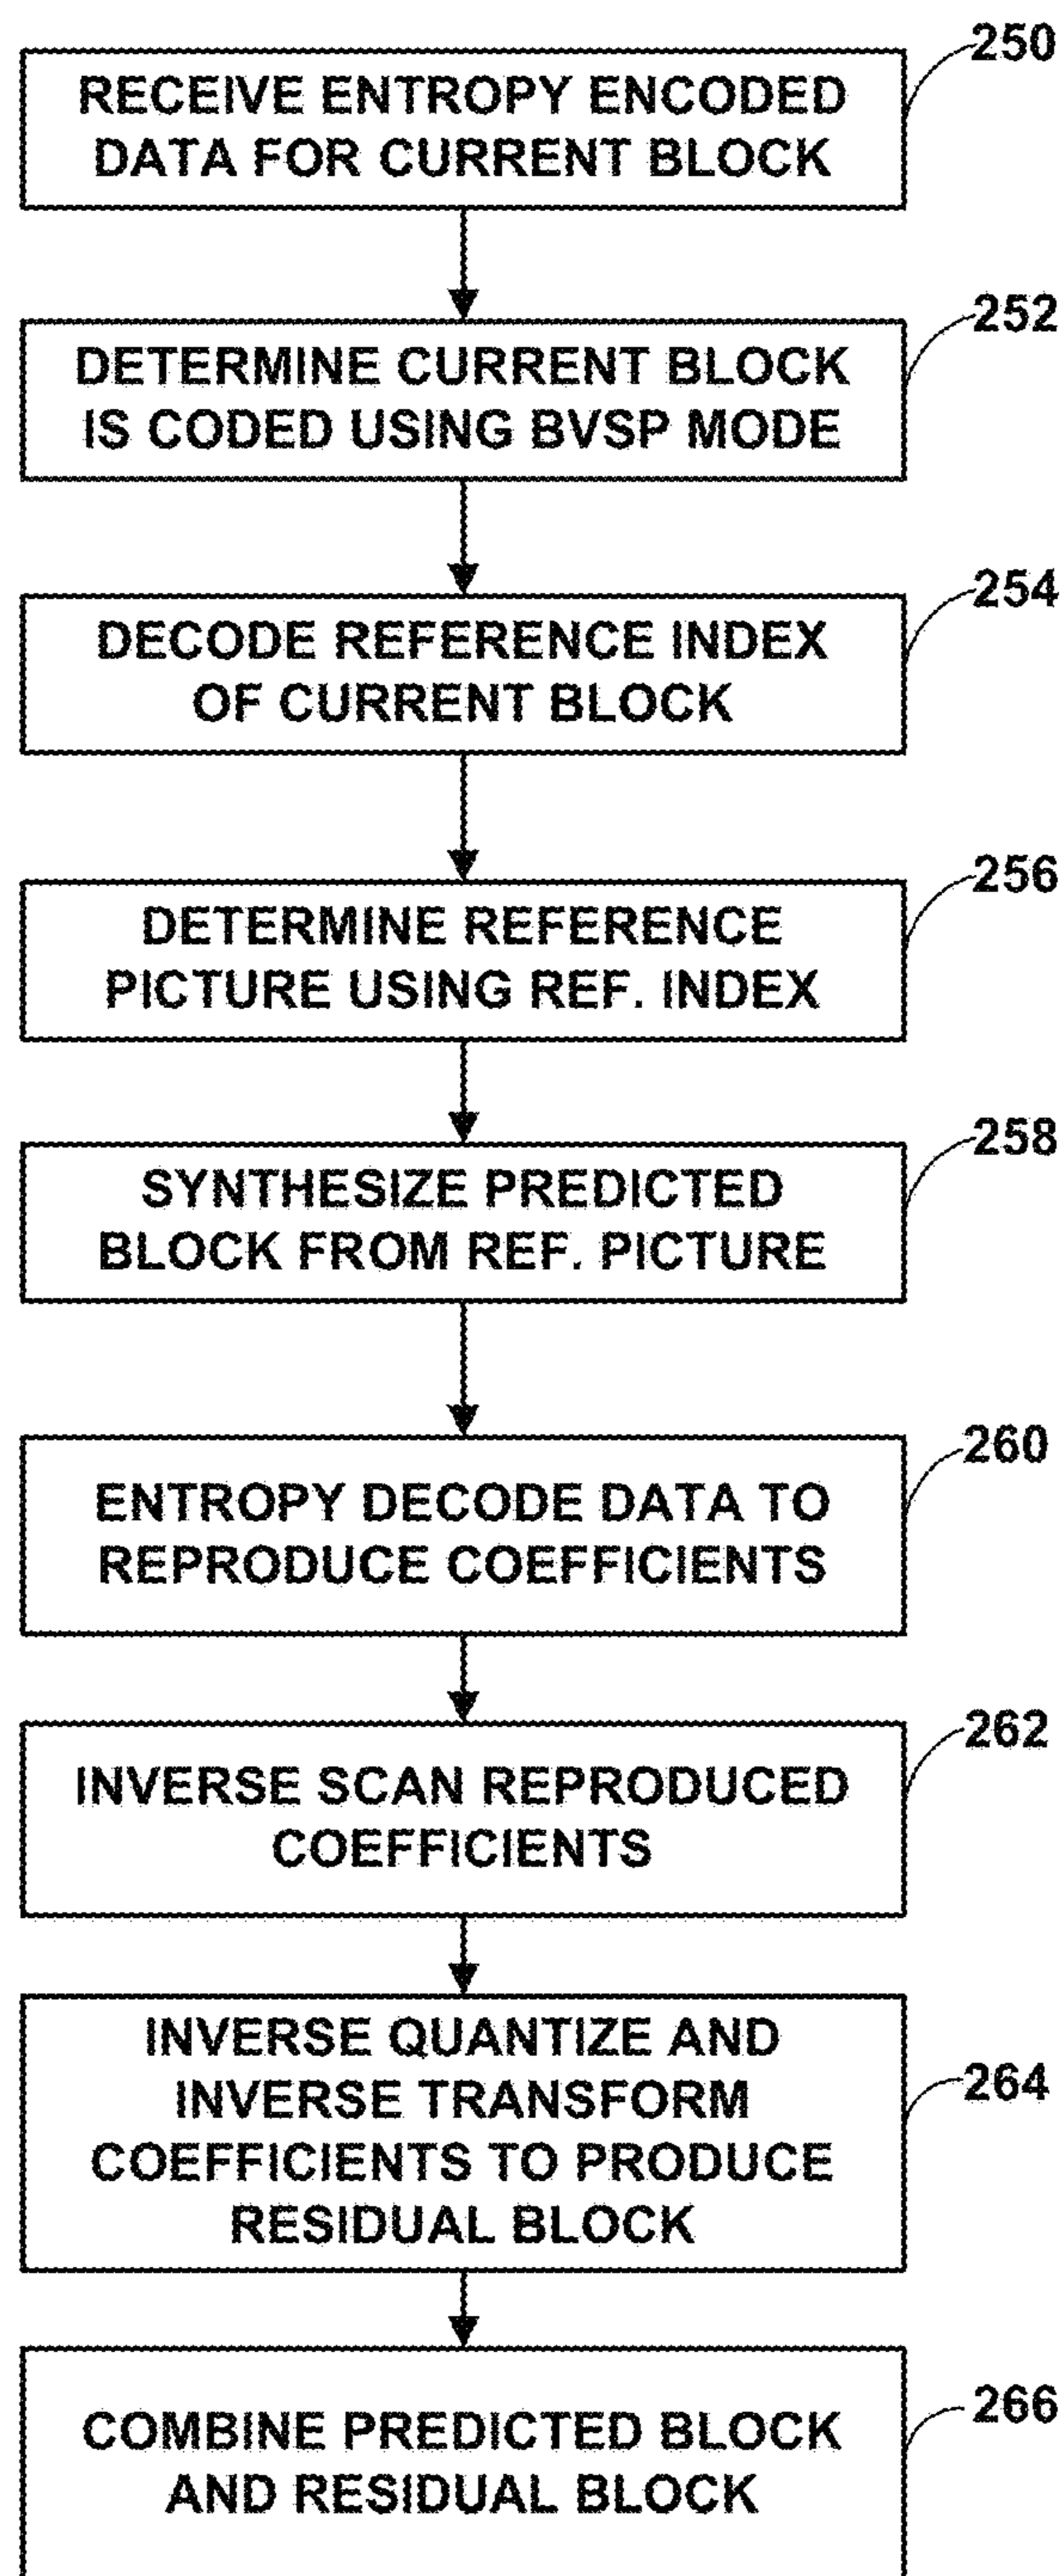 250
RECEIVE ENTROPY ENCODED
DATA FOR CURRENT BLOCK
252
DETERMINE CURRENT BLOCK
IS CODED USING BVSP MODE
254
DECODE REFERENCE INDEX
OF CURRENT BLOCK
256
DETERMINE REFERENCE
PICTURE USING REF. INDEX
258
SYNTHESIZE PREDICTED
BLOCK FROM REF. PICTURE
260
ENTROPY DECODE DATA TO
REPRODUCE COEFFICIENTS
262
INVERSE SCAN REPRODUCED
COEFFICIENTS
264
INVERSE QUANTIZE AND
INVERSE TRANSFORM
COEFFICIENTS TO PRODUCE
RESIDUAL BLOCK
266
COMBINE PREDICTED BLOCK
AND RESIDUAL BLOCK